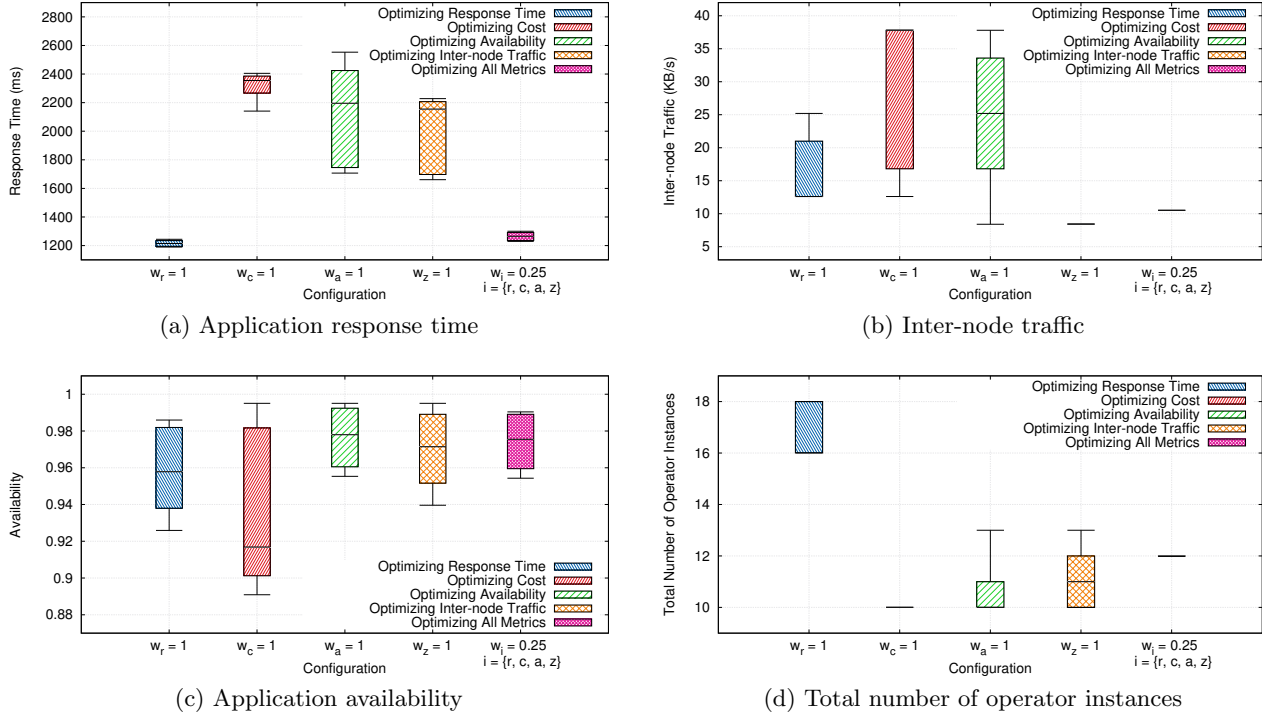 2800
2600
2400
2200
2000
1800
1600
1400
1200
Response Time (ms)
Optimizing Response Time
Optimizing Cost
Optimizing Availability
Optimizing Inter-node Traffic
Optimizing All Metrics
w_r = 1
w_c = 1
w_a = 1
w_z = 1
w_i = 0.25
i = {r, c, a, z}
Configuration
(a) Application response time
40
35
30
25
20
15
10
5
Inter-node Traffic (KB/s)
Optimizing Response Time
Optimizing Cost
Optimizing Availability
Optimizing Inter-node Traffic
Optimizing All Metrics
w_r = 1
w_c = 1
w_a = 1
w_z = 1
w_i = 0.25
i = {r, c, a, z}
Configuration
(b) Inter-node traffic
1
0.98
0.96
0.94
0.92
0.9
0.88
Availability
Optimizing Response Time
Optimizing Cost
Optimizing Availability
Optimizing Inter-node Traffic
Optimizing All Metrics
w_r = 1
w_c = 1
w_a = 1
w_z = 1
w_i = 0.25
i = {r, c, a, z}
Configuration
(c) Application availability
18
16
14
12
10
Total Number of Operator Instances
Optimizing Response Time
Optimizing Cost
Optimizing Availability
Optimizing Inter-node Traffic
Optimizing All Metrics
w_r = 1
w_c = 1
w_a = 1
w_z = 1
w_i = 0.25
i = {r, c, a, z}
Configuration
(d) Total number of operator instances